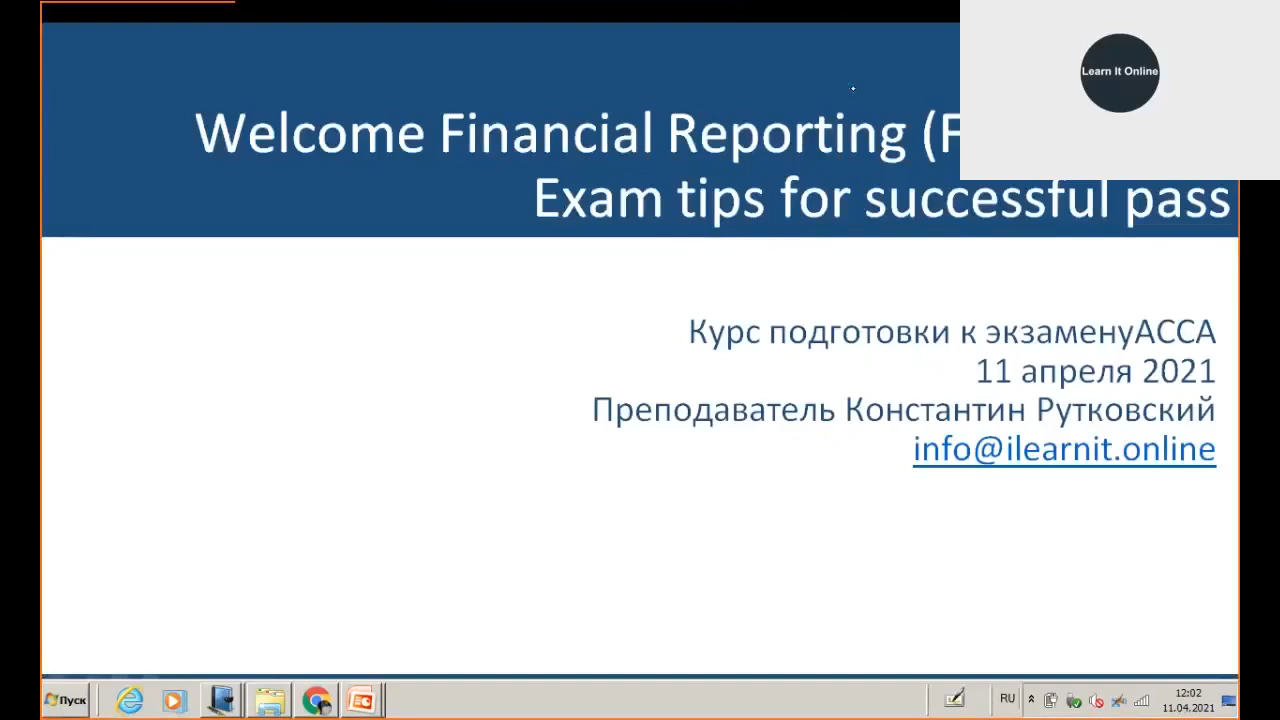 Learn It Online
Welcome Financial Reporting (F
Exam tips for successful pass
Курс подготовки к экзаменуАССА
11 апреля 2021
Преподаватель Константин Рутковский
info@ilearnit.online
Пуск
RU
12:02
11.04.2021